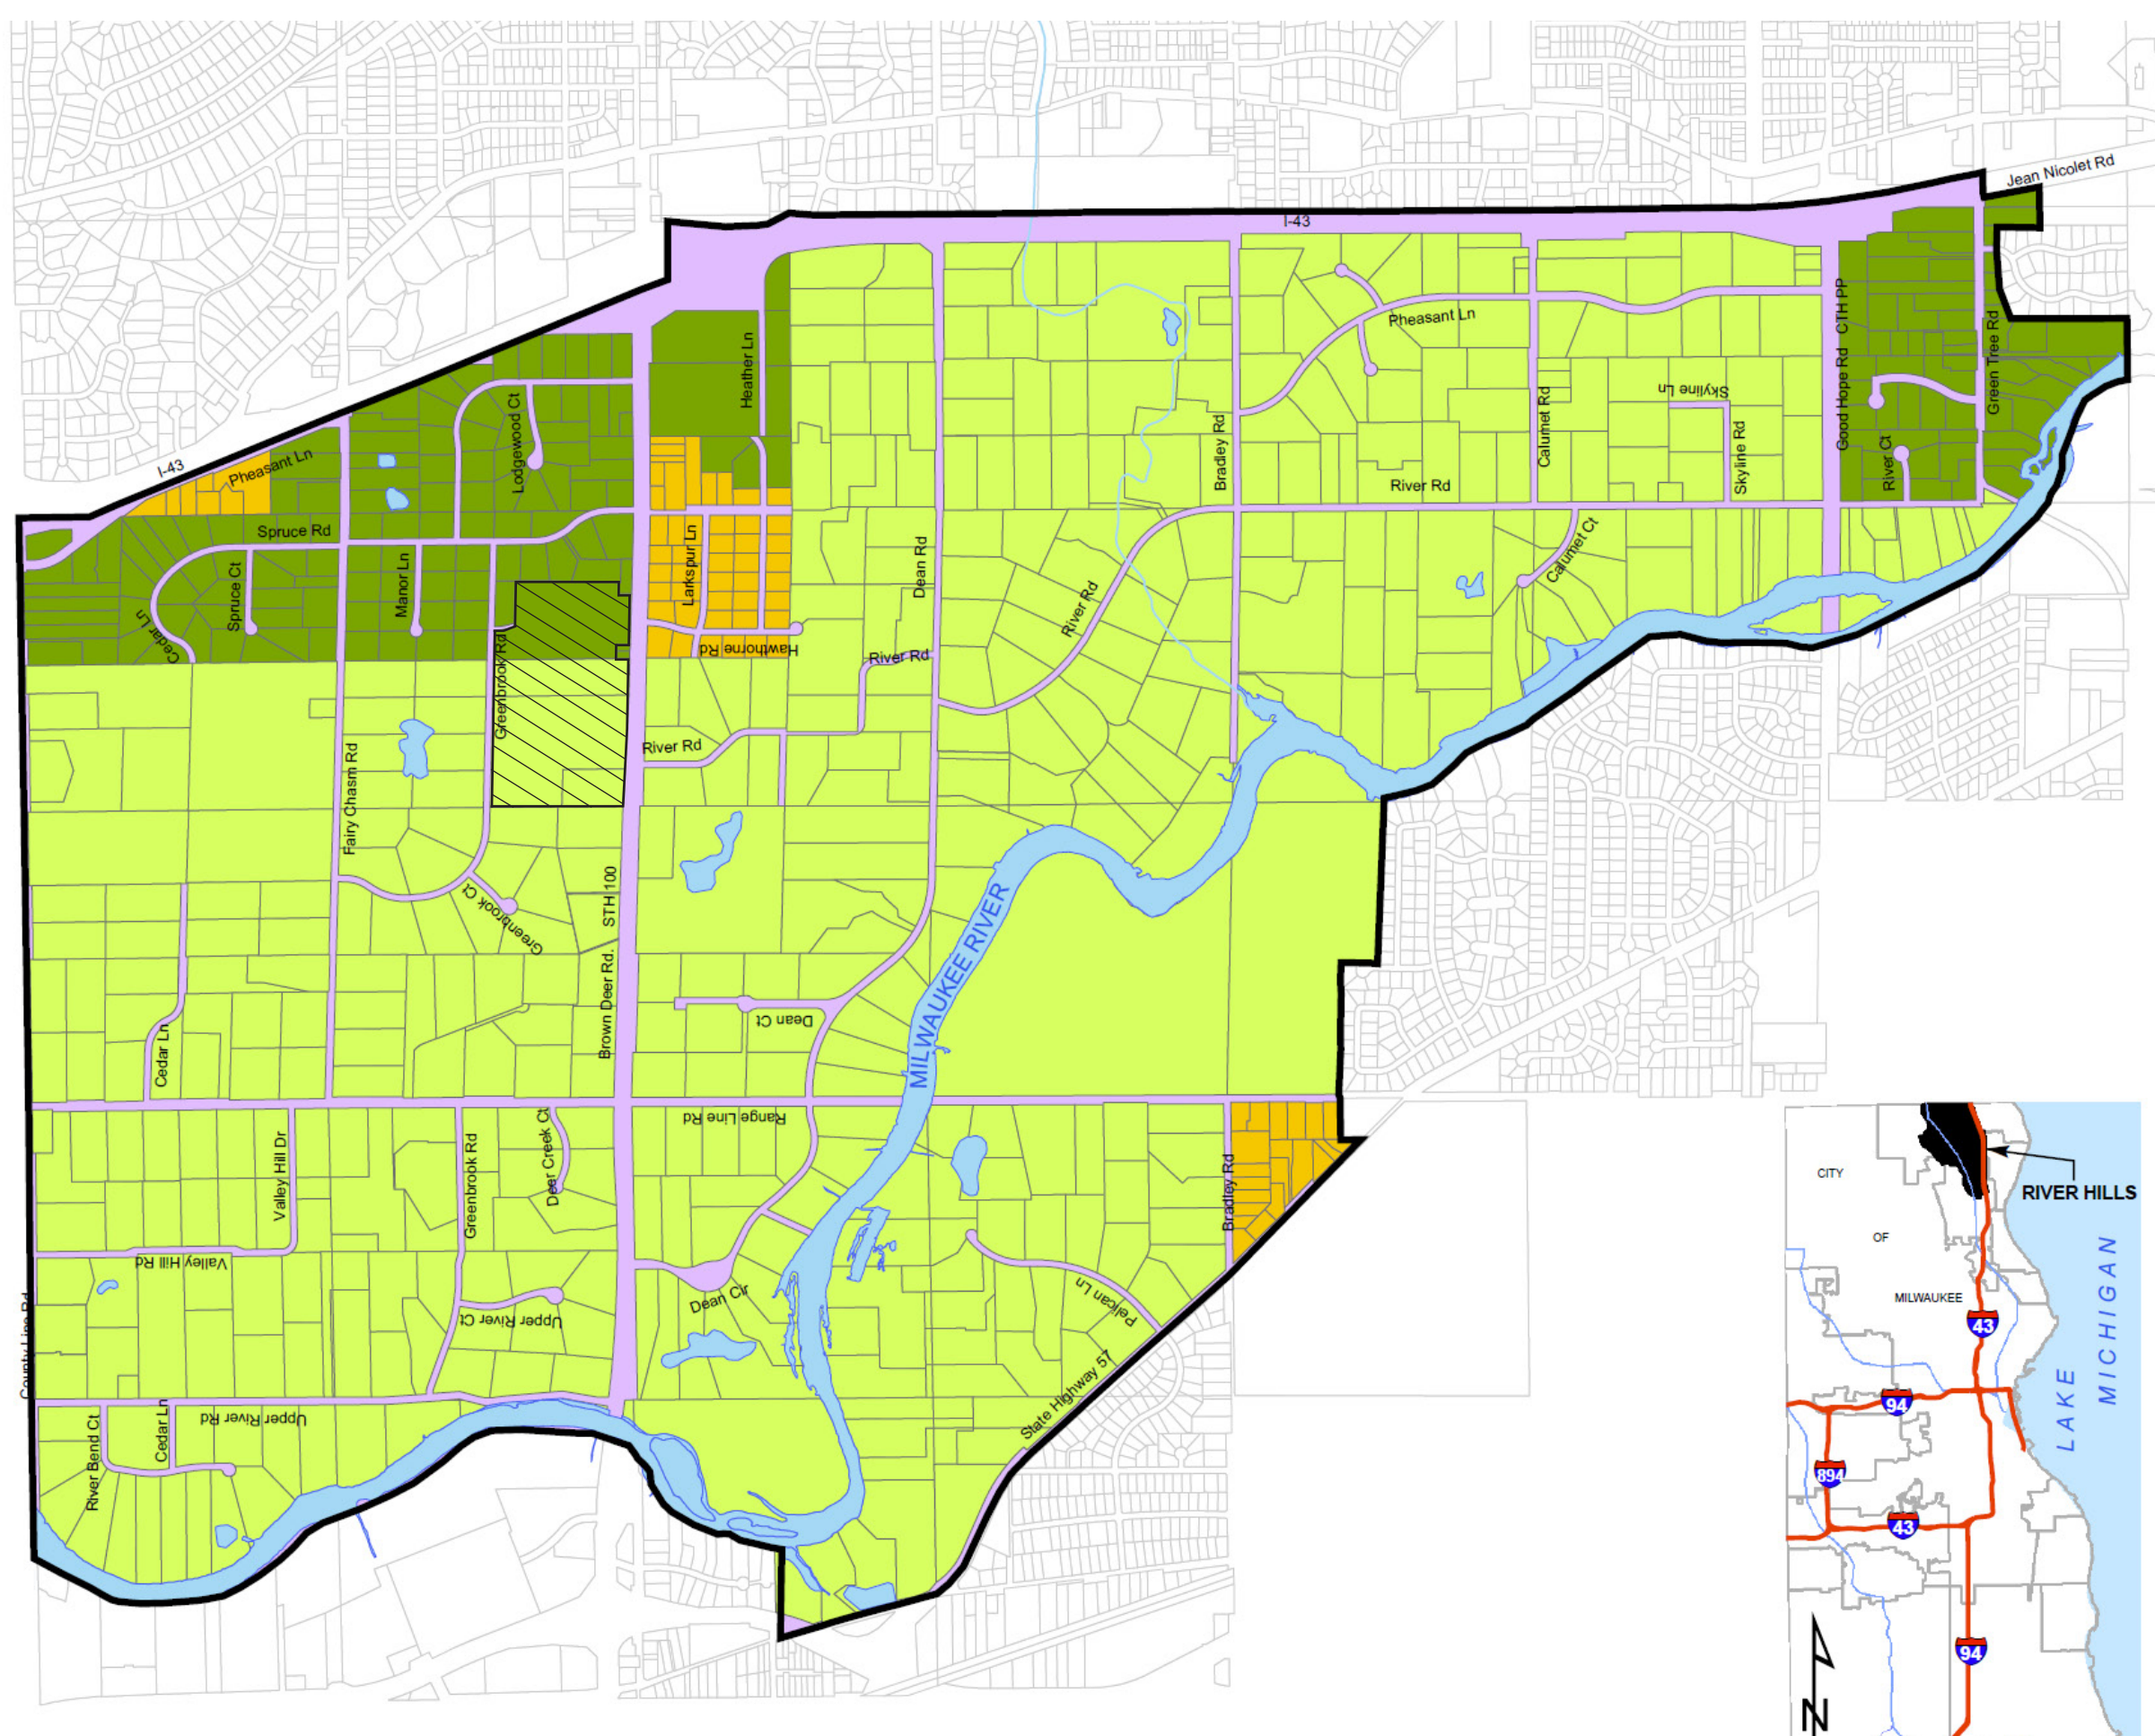 Jean Nicolet Rd
I-43
Pheasant Ln
Heather Ln
Good Hope Rd CTH PP
Green Tree Rd
Skyline Ln
Calumet Rd
Bradley Rd
Lodgewood Ct
I-43
Pheasant Ln
River Rd
Skyline Rd
River Ct
Spruce Rd
Larkspur Ln
Dean Rd
Calumet Ct
Manor Ln
Spruce Ct
Cedar Ln
River Rd
Hawthorne Rd
River Rd
Greenbrook Rd
River Rd
Fairy Chasm Rd
Greenbrook Ct
Brown Deer Rd. STH 100
MILWAUKEE RIVER
Dean Ct
Cedar Ln
Range Line Rd
Valley Hill Dr
Greenbrook Rd
Deer Creek Ct
Bradley Rd
Valley Hill Rd
Dean Cir
Pelican Ln
Upper River Ct
County Line Rd
State Highway 57
Upper River Rd
Cedar Ln
River Bend Ct
CITY
RIVER HILLS
OF
MILWAUKEE
43
LAKE
MICHIGAN
94
894
43
94
N